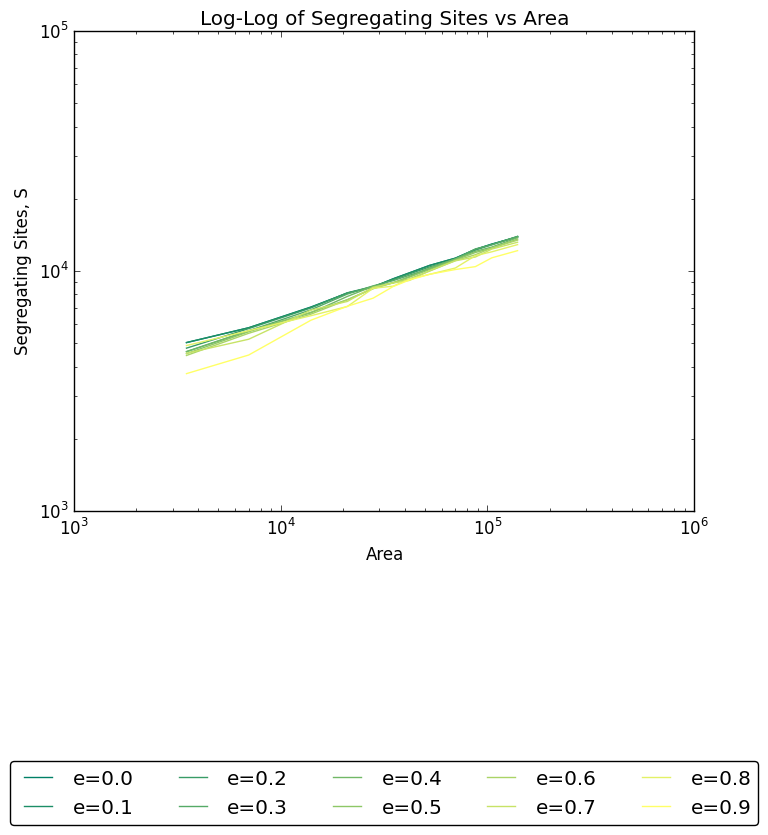 Log-Log of Segregating Sites vs Area
10^5
10^4
10^3
Segregating Sites, S
10^3 10^4 10^5 10^6
Area
e=0.0 e=0.2 e=0.4 e=0.6 e=0.8
e=0.1 e=0.3 e=0.5 e=0.7 e=0.9